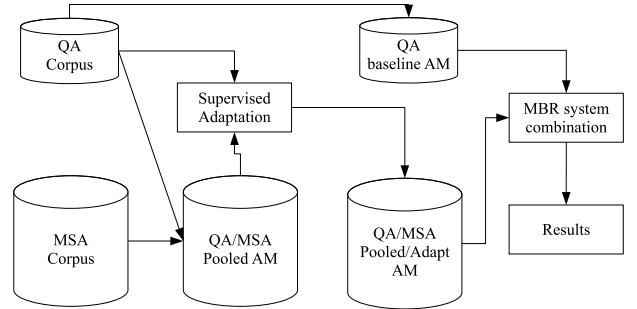 QA
Corpus
QA
baseline AM
Supervised
Adaptation
MBR system
combination
MSA
Corpus
QA/MSA
Pooled AM
QA/MSA
Pooled/Adapt
AM
Results